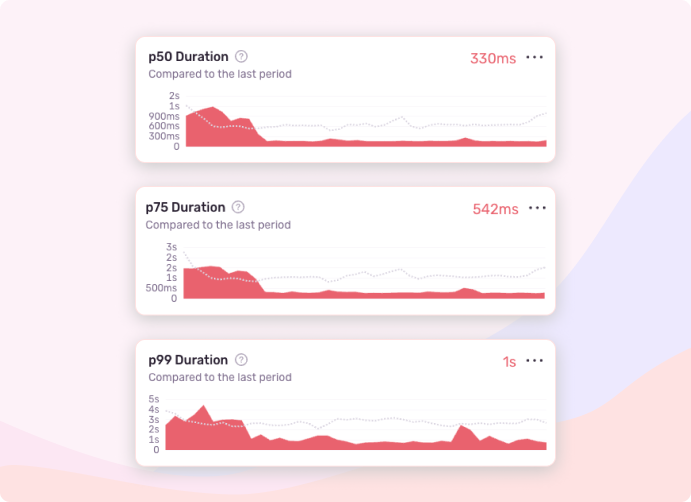 p50 Duration ?
330ms
Compared to the last period
2s
1s
900ms
600ms
300ms
0
p75 Duration ?
542ms
Compared to the last period
3s
2s
2s
1s
500ms
0
p99 Duration ?
1s
Compared to the last period
5s
4s
3s
2s
1s
0